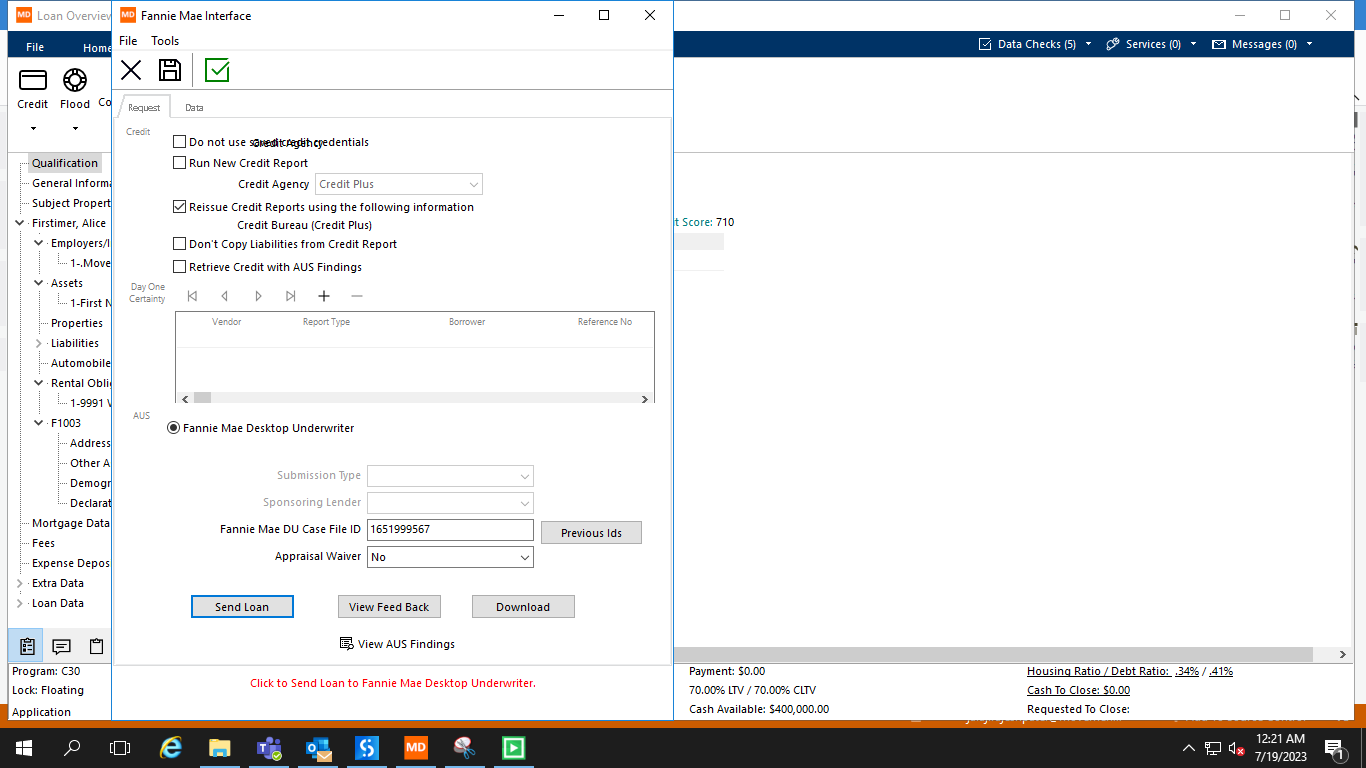 MD Loan Overview
MD Fannie Mae Interface
File Home
File Tools
Data Checks (5) Services (0) Messages (0)
Credit Flood Co
Request Data
Credit
Do not use saved credit credentials
Credit Agency
Run New Credit Report
Credit Agency Credit Plus
Reissue Credit Reports using the following information
Credit Bureau (Credit Plus)
Don't Copy Liabilities from Credit Report
Retrieve Credit with AUS Findings
Day One
Certainty
Vendor Report Type Borrower Reference No
AUS
Fannie Mae Desktop Underwriter
Submission Type
Sponsoring Lender
Fannie Mae DU Case File ID 1651999567 Previous Ids
Appraisal Waiver No
Send Loan View Feed Back Download
View AUS Findings
Click to Send Loan to Fannie Mae Desktop Underwriter.
Qualification
General Informa
Subject Propert
Firstimer, Alice
Employers/I
1-.Move
Assets
1-First N
Properties
Liabilities
Automobile
Rental Oblig
1-9991 V
F1003
Address
Other A
Demogr
Declarat
Mortgage Data
Fees
Expense Depos
Extra Data
Loan Data
t Score: 710
Program: C30
Lock: Floating
Application
Payment: $0.00
70.00% LTV / 70.00% CLTV
Cash Available: $400,000.00
Housing Ratio / Debt Ratio: .34% / .41%
Cash To Close: $0.00
Requested To Close:
MD
12:21 AM
7/19/2023
1